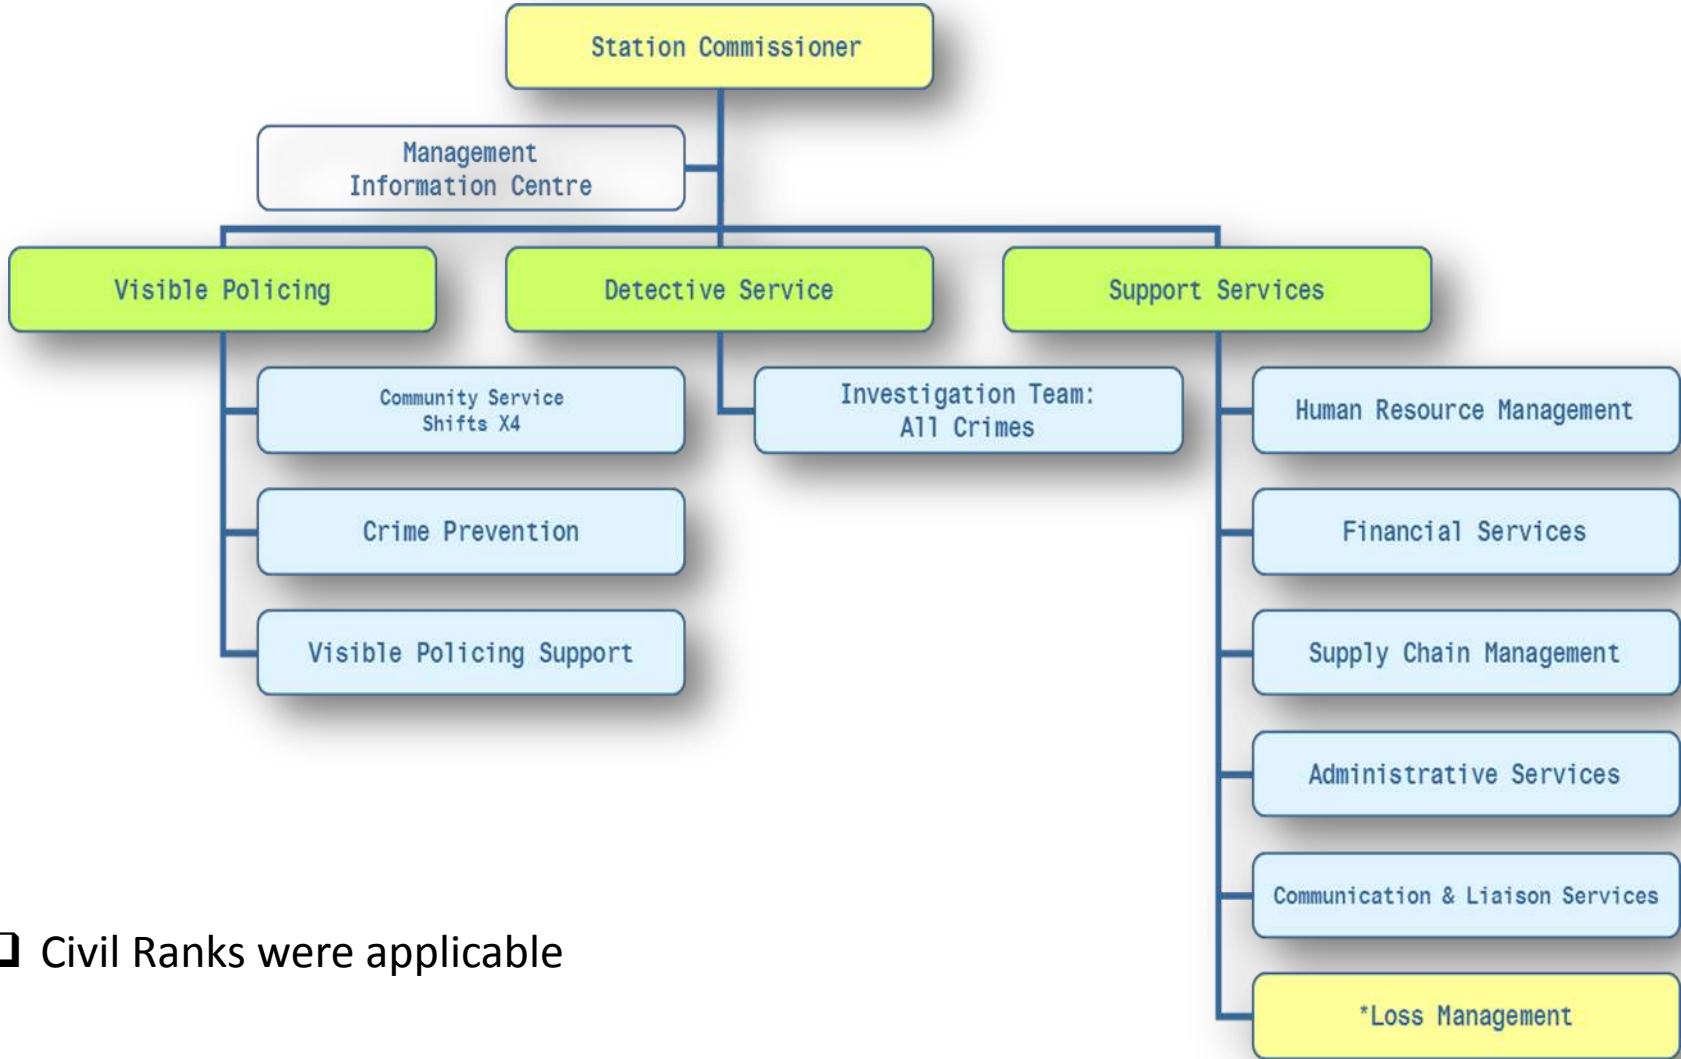 Station Commissioner
Management
Information Centre
Visible Policing
Detective Service
Support Services
Community Service
Shifts X4
Investigation Team:
All Crimes
Human Resource Management
Crime Prevention
Financial Services
Visible Policing Support
Supply Chain Management
Administrative Services
Communication & Liaison Services
Civil Ranks were applicable
*Loss Management